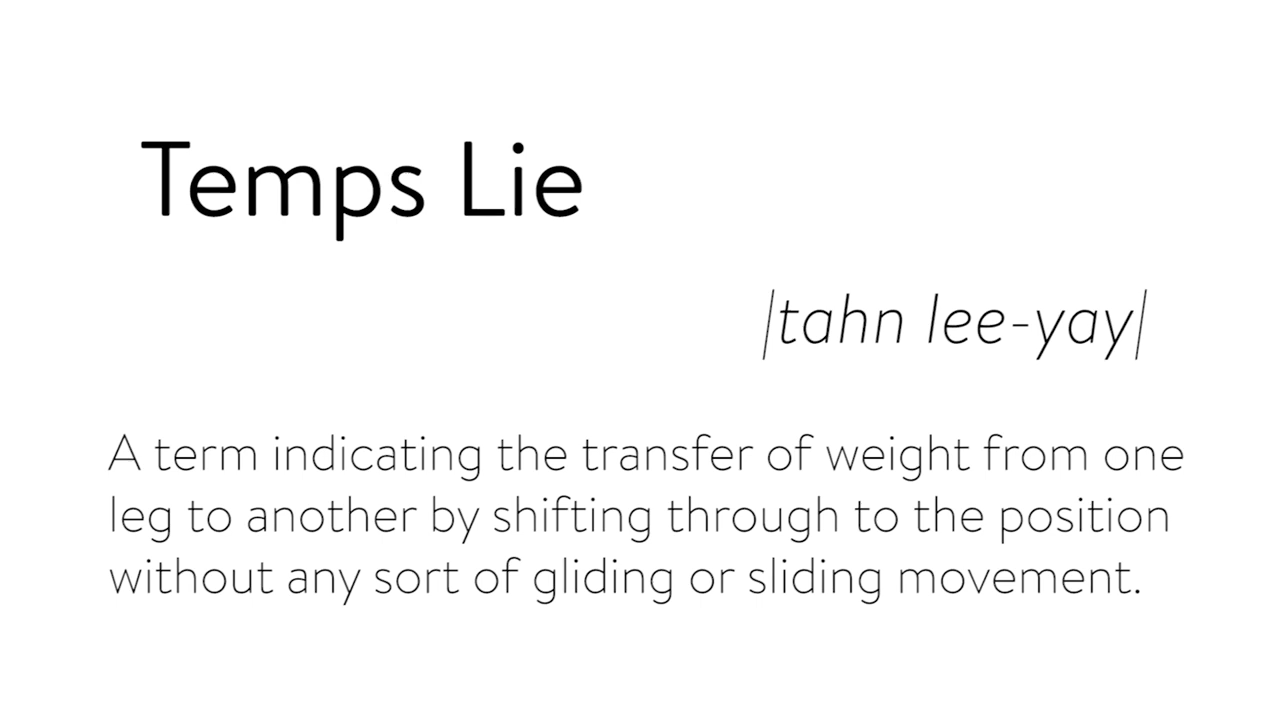 Temps Lie
|tahn lee-yay|
A term indicating the transfer of weight from one
leg to another by shifting through to the position
without any sort of gliding or sliding movement.